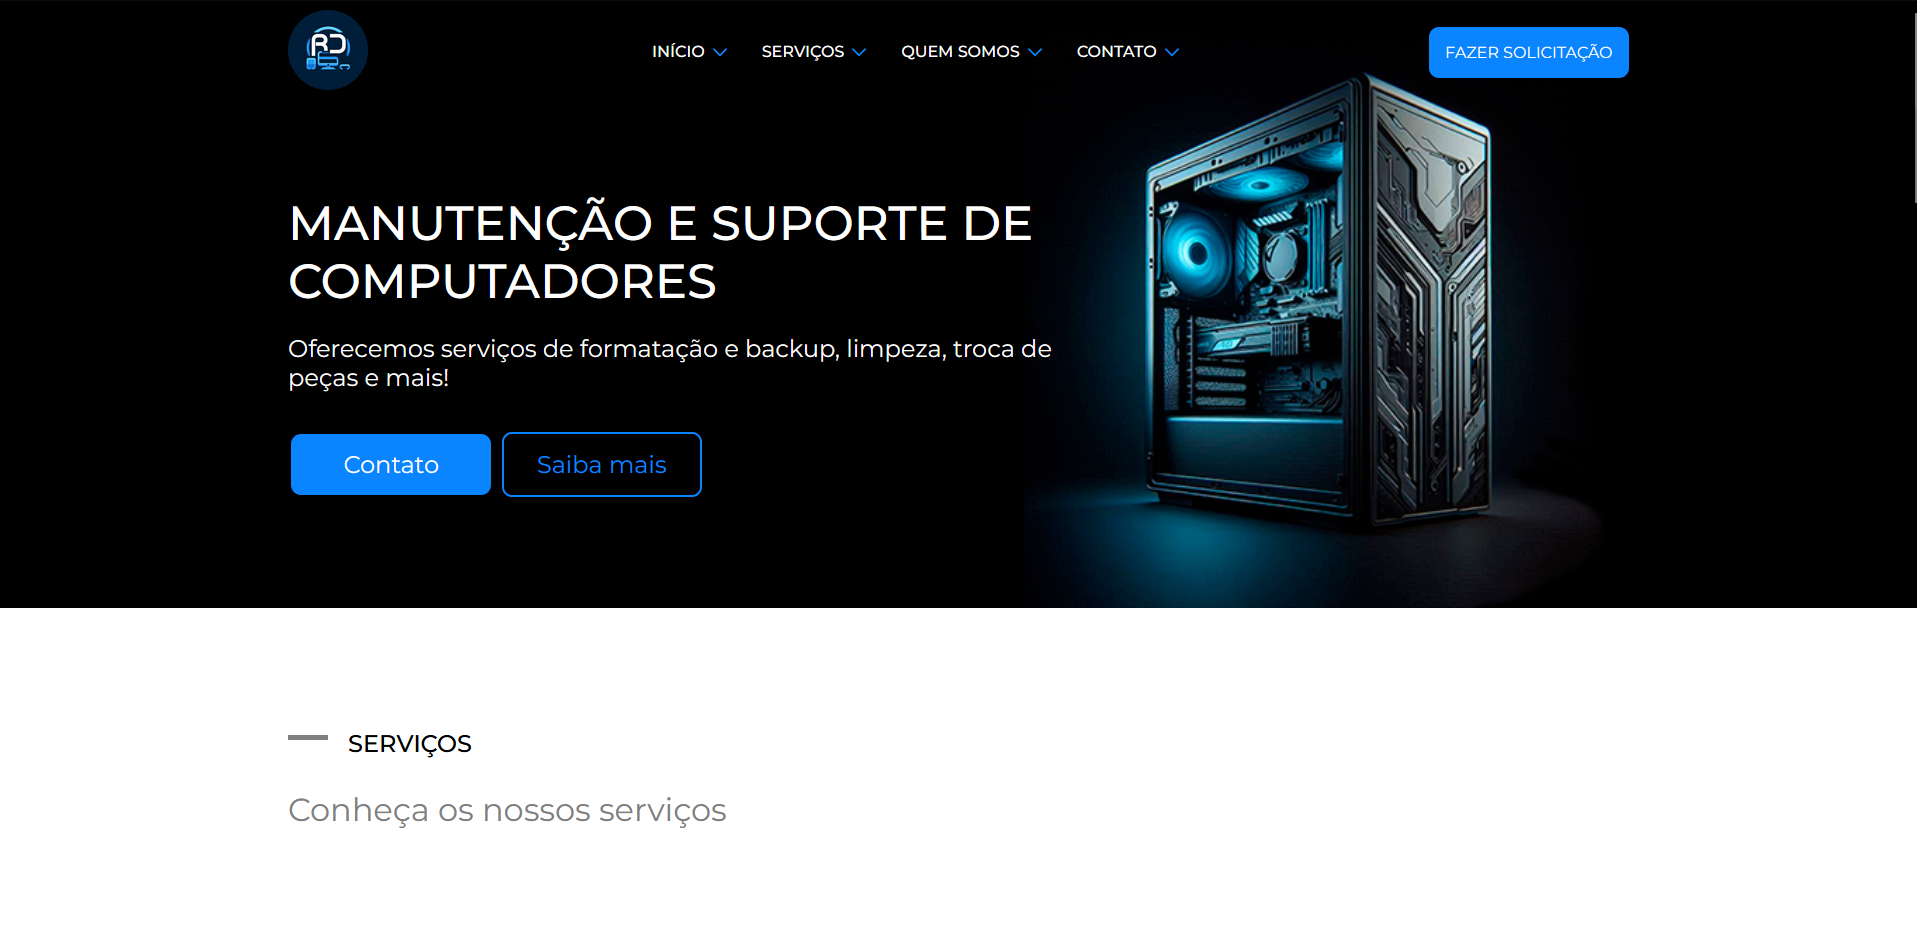 RD
INÍCIO
SERVIÇOS
QUEM SOMOS
CONTATO
FAZER SOLICITAÇÃO
MANUTENÇÃO E SUPORTE DE
COMPUTADORES
Oferecemos serviços de formatação e backup, limpeza, troca de
peças e mais!
Contato
Saiba mais
SERVIÇOS
Conheça os nossos serviços